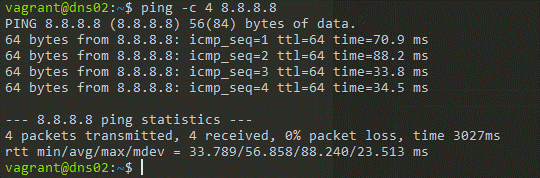 vagrant@dns02:~$ ping -c 4 8.8.8.8
PING 8.8.8.8 (8.8.8.8) 56(84) bytes of data.
64 bytes from 8.8.8.8: icmp_seq=1 ttl=64 time=70.9 ms
64 bytes from 8.8.8.8: icmp_seq=2 ttl=64 time=88.2 ms
64 bytes from 8.8.8.8: icmp_seq=3 ttl=64 time=33.8 ms
64 bytes from 8.8.8.8: icmp_seq=4 ttl=64 time=34.5 ms
--- 8.8.8.8 ping statistics ---
4 packets transmitted, 4 received, 0% packet loss, time 3027ms
rtt min/avg/max/mdev = 33.789/56.858/88.240/23.513 ms
vagrant@dns02:~$